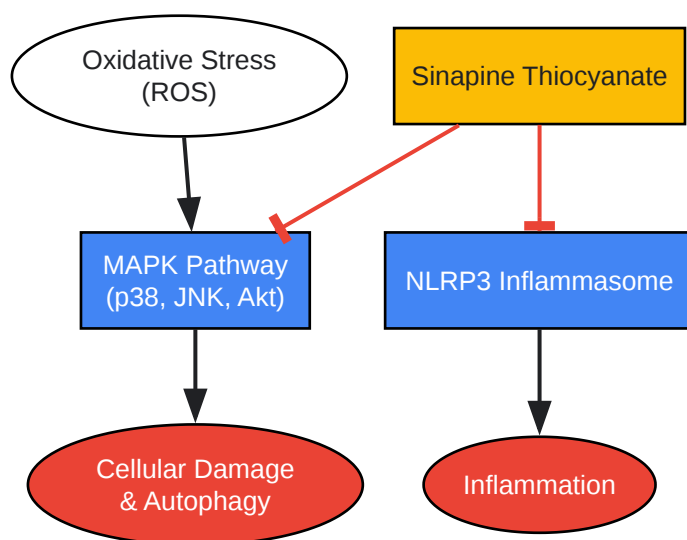 Oxidative Stress
(ROS)
Sinapine Thiocyanate
MAPK Pathway
(p38, JNK, Akt)
NLRP3 Inflammasome
Cellular Damage
& Autophagy
Inflammation